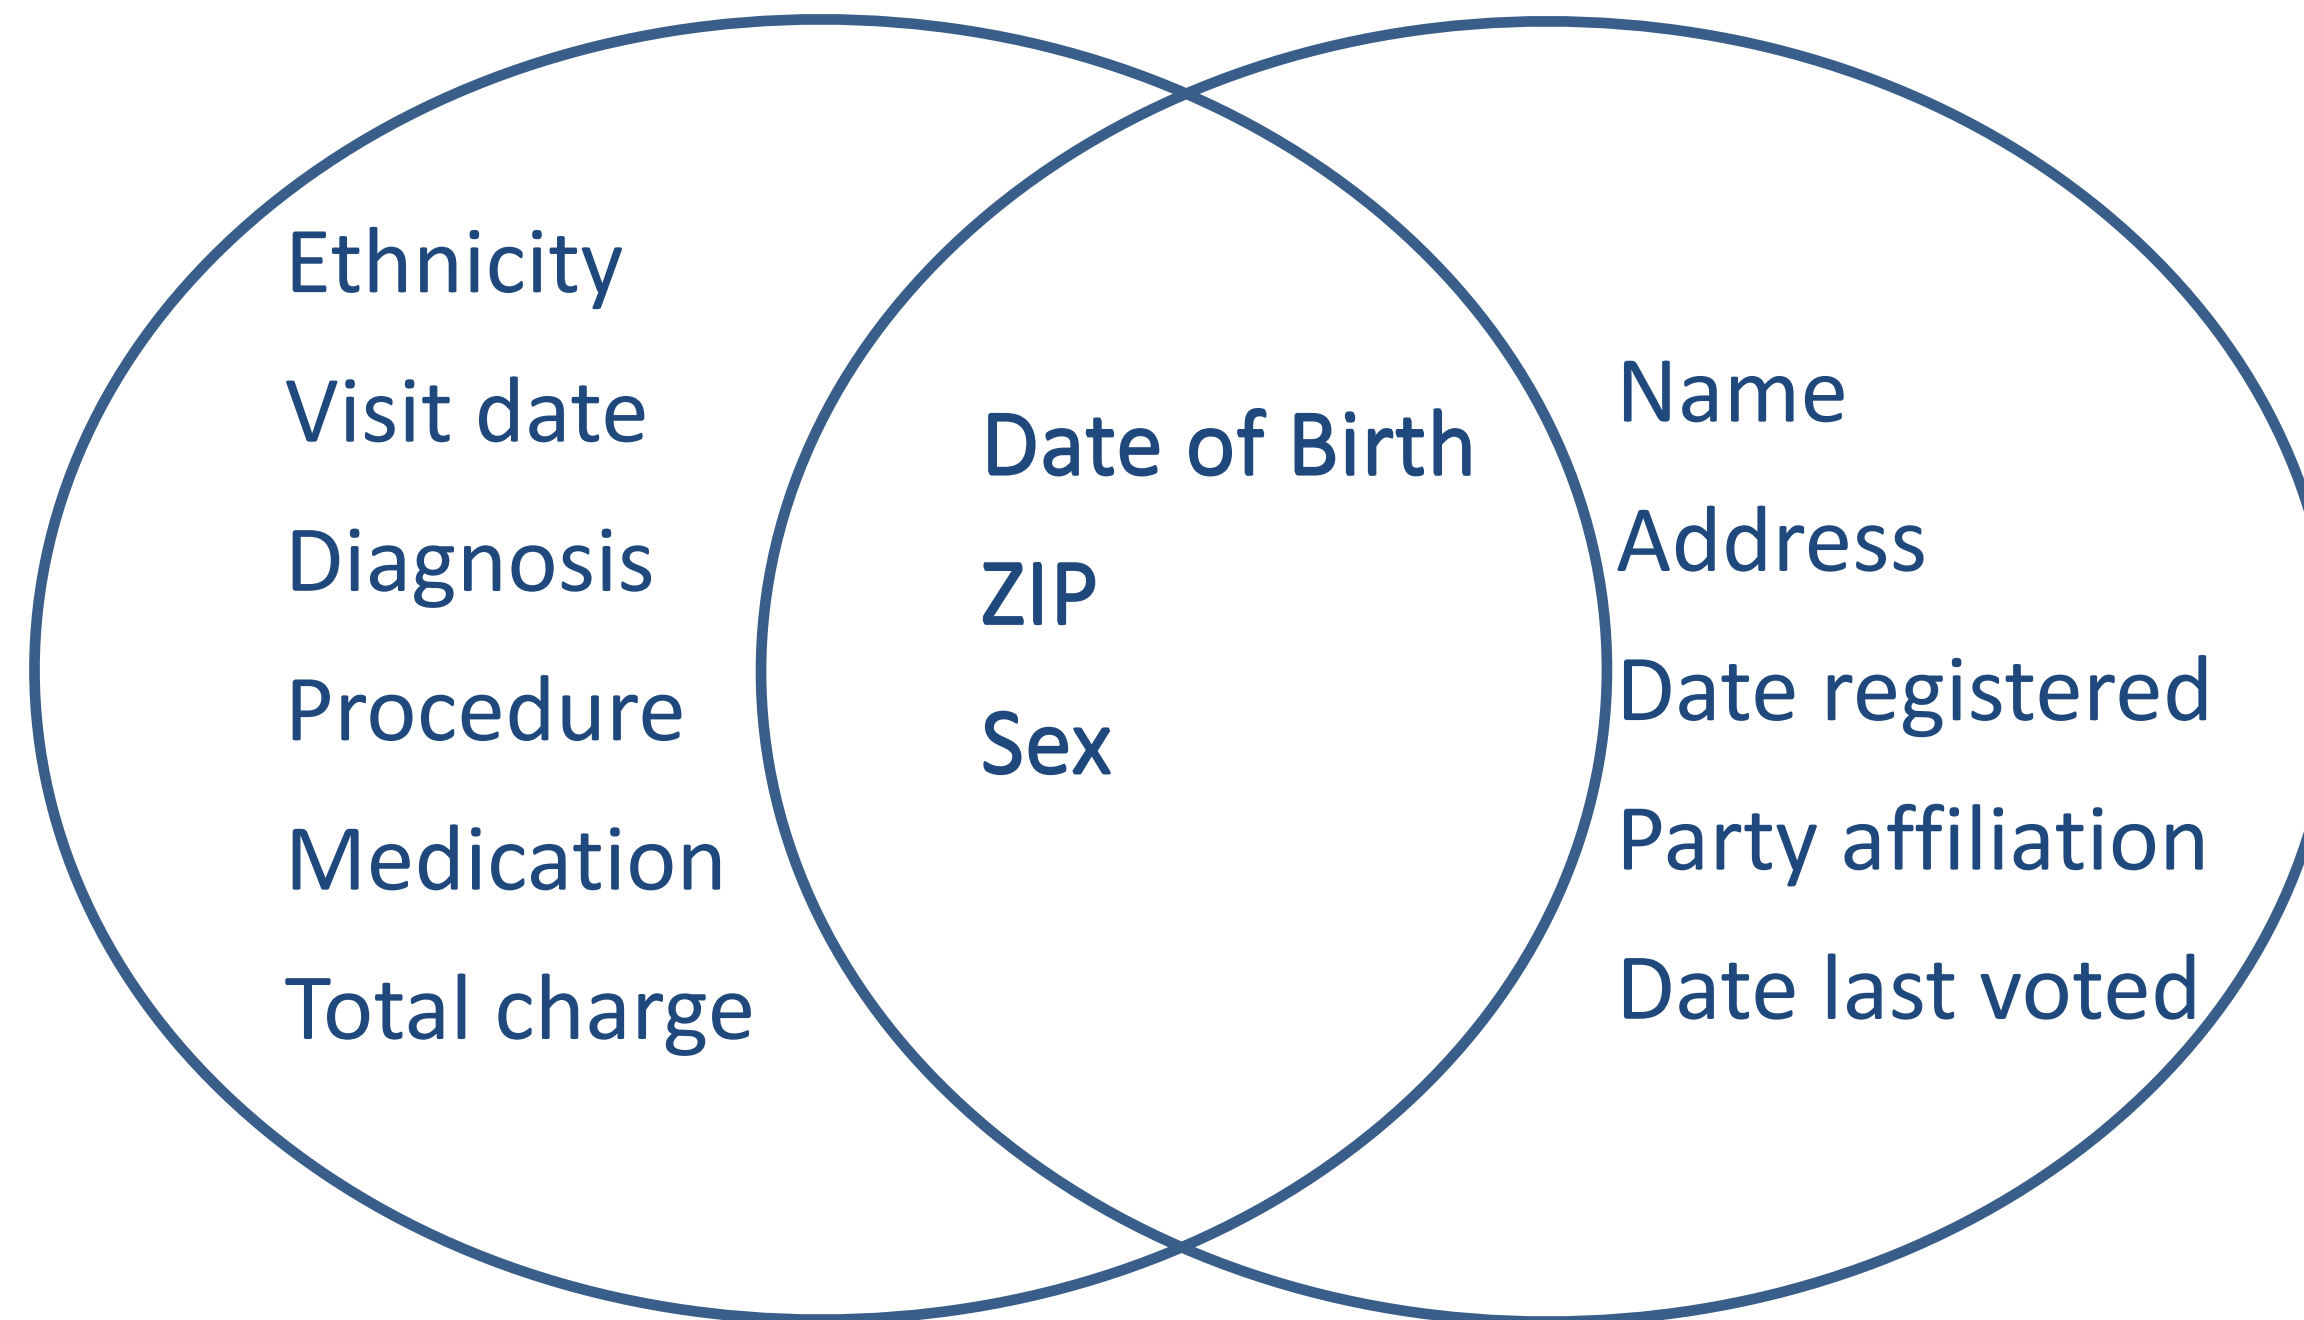 Ethnicity
Visit date
Diagnosis
Procedure
Medication
Total charge
Date of Birth
ZIP
Sex
Name
Address
Date registered
Party affiliation
Date last voted